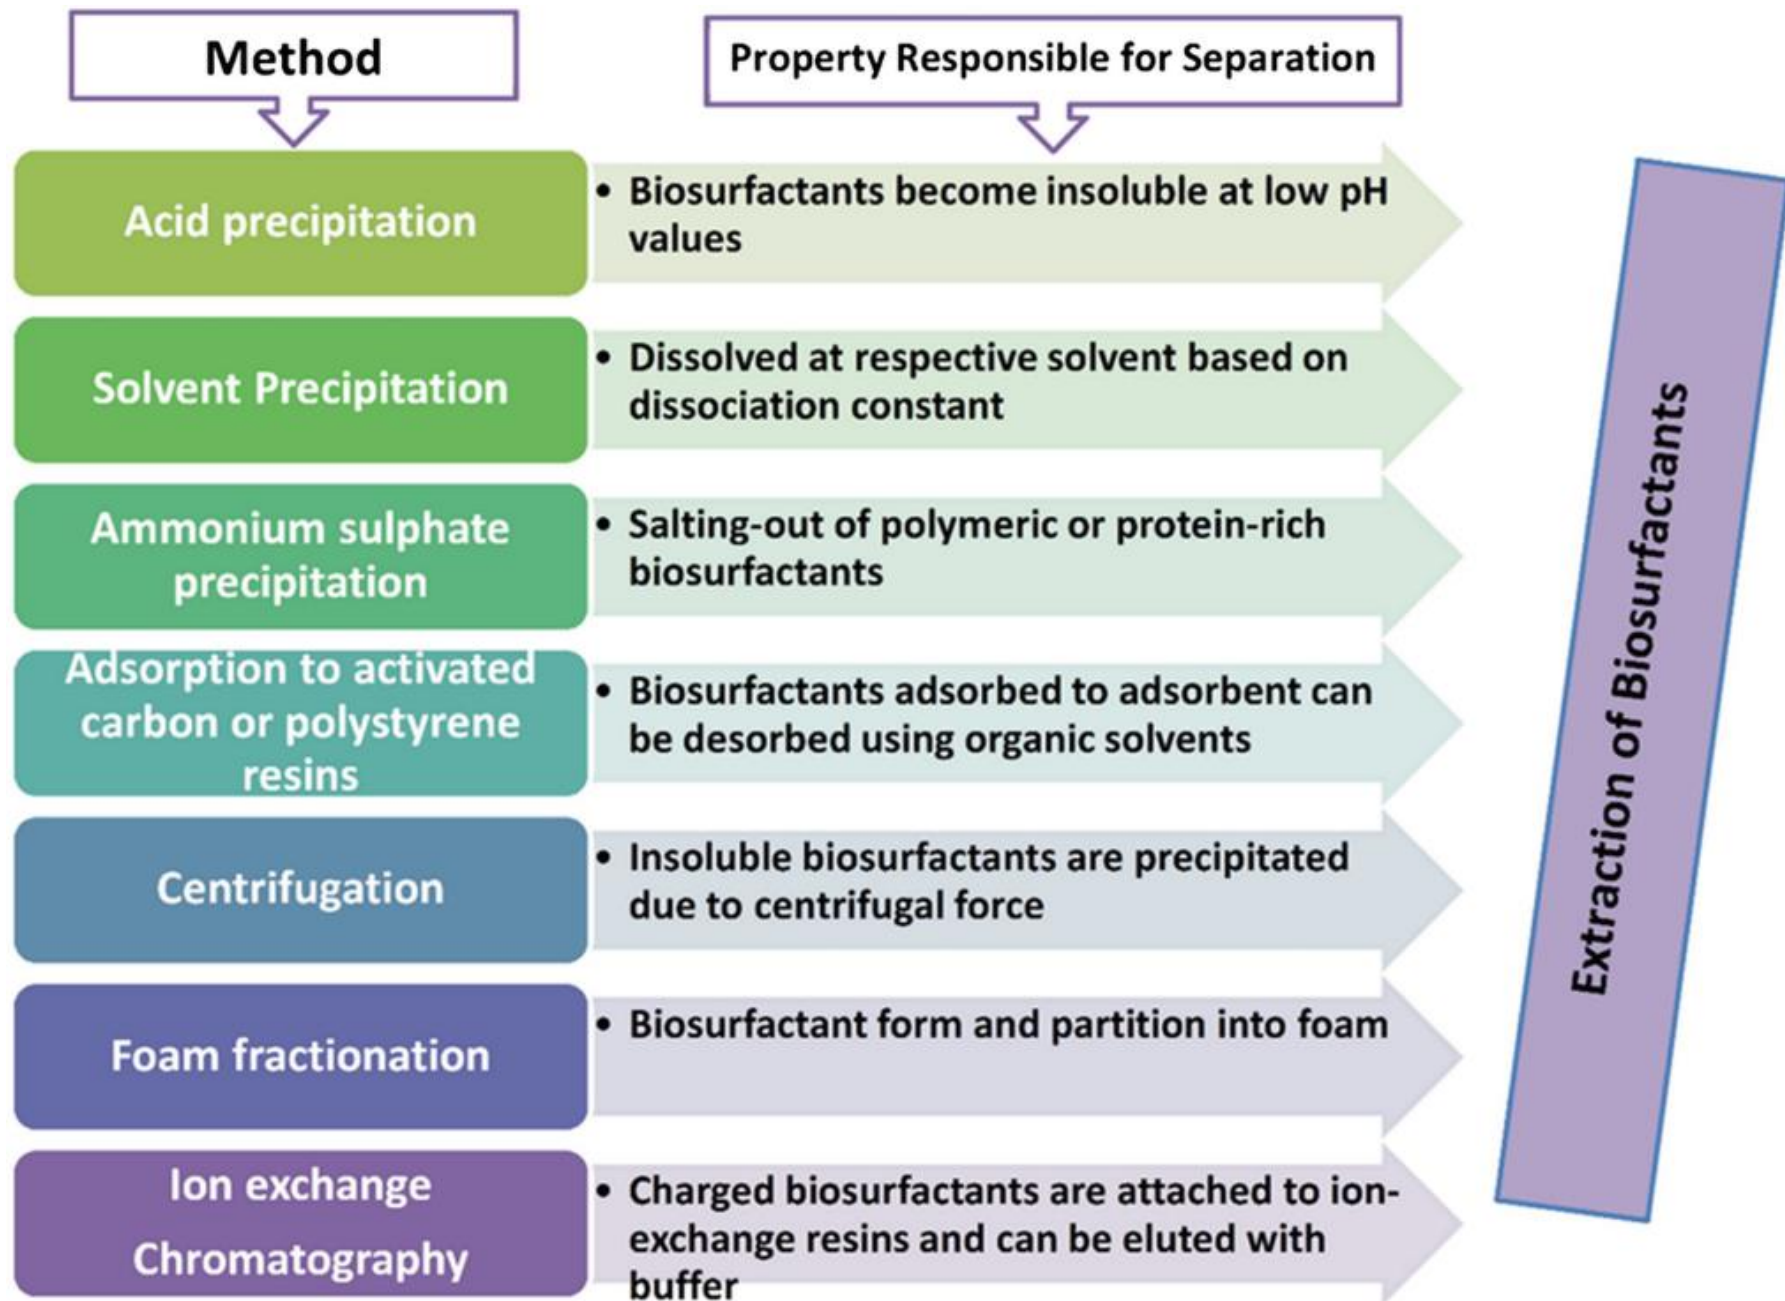 Method
Property Responsible for Separation
Acid precipitation
• Biosurfactants become insoluble at low pH
values
Solvent Precipitation
• Dissolved at respective solvent based on
dissociation constant
Ammonium sulphate
precipitation
• Salting-out of polymeric or protein-rich
biosurfactants
Adsorption to activated
carbon or polystyrene
resins
• Biosurfactants adsorbed to adsorbent can
be desorbed using organic solvents
Centrifugation
• Insoluble biosurfactants are precipitated
due to centrifugal force
Foam fractionation
• Biosurfactant form and partition into foam
Ion exchange
Chromatography
• Charged biosurfactants are attached to ion-
exchange resins and can be eluted with
buffer
Extraction of Biosurfactants